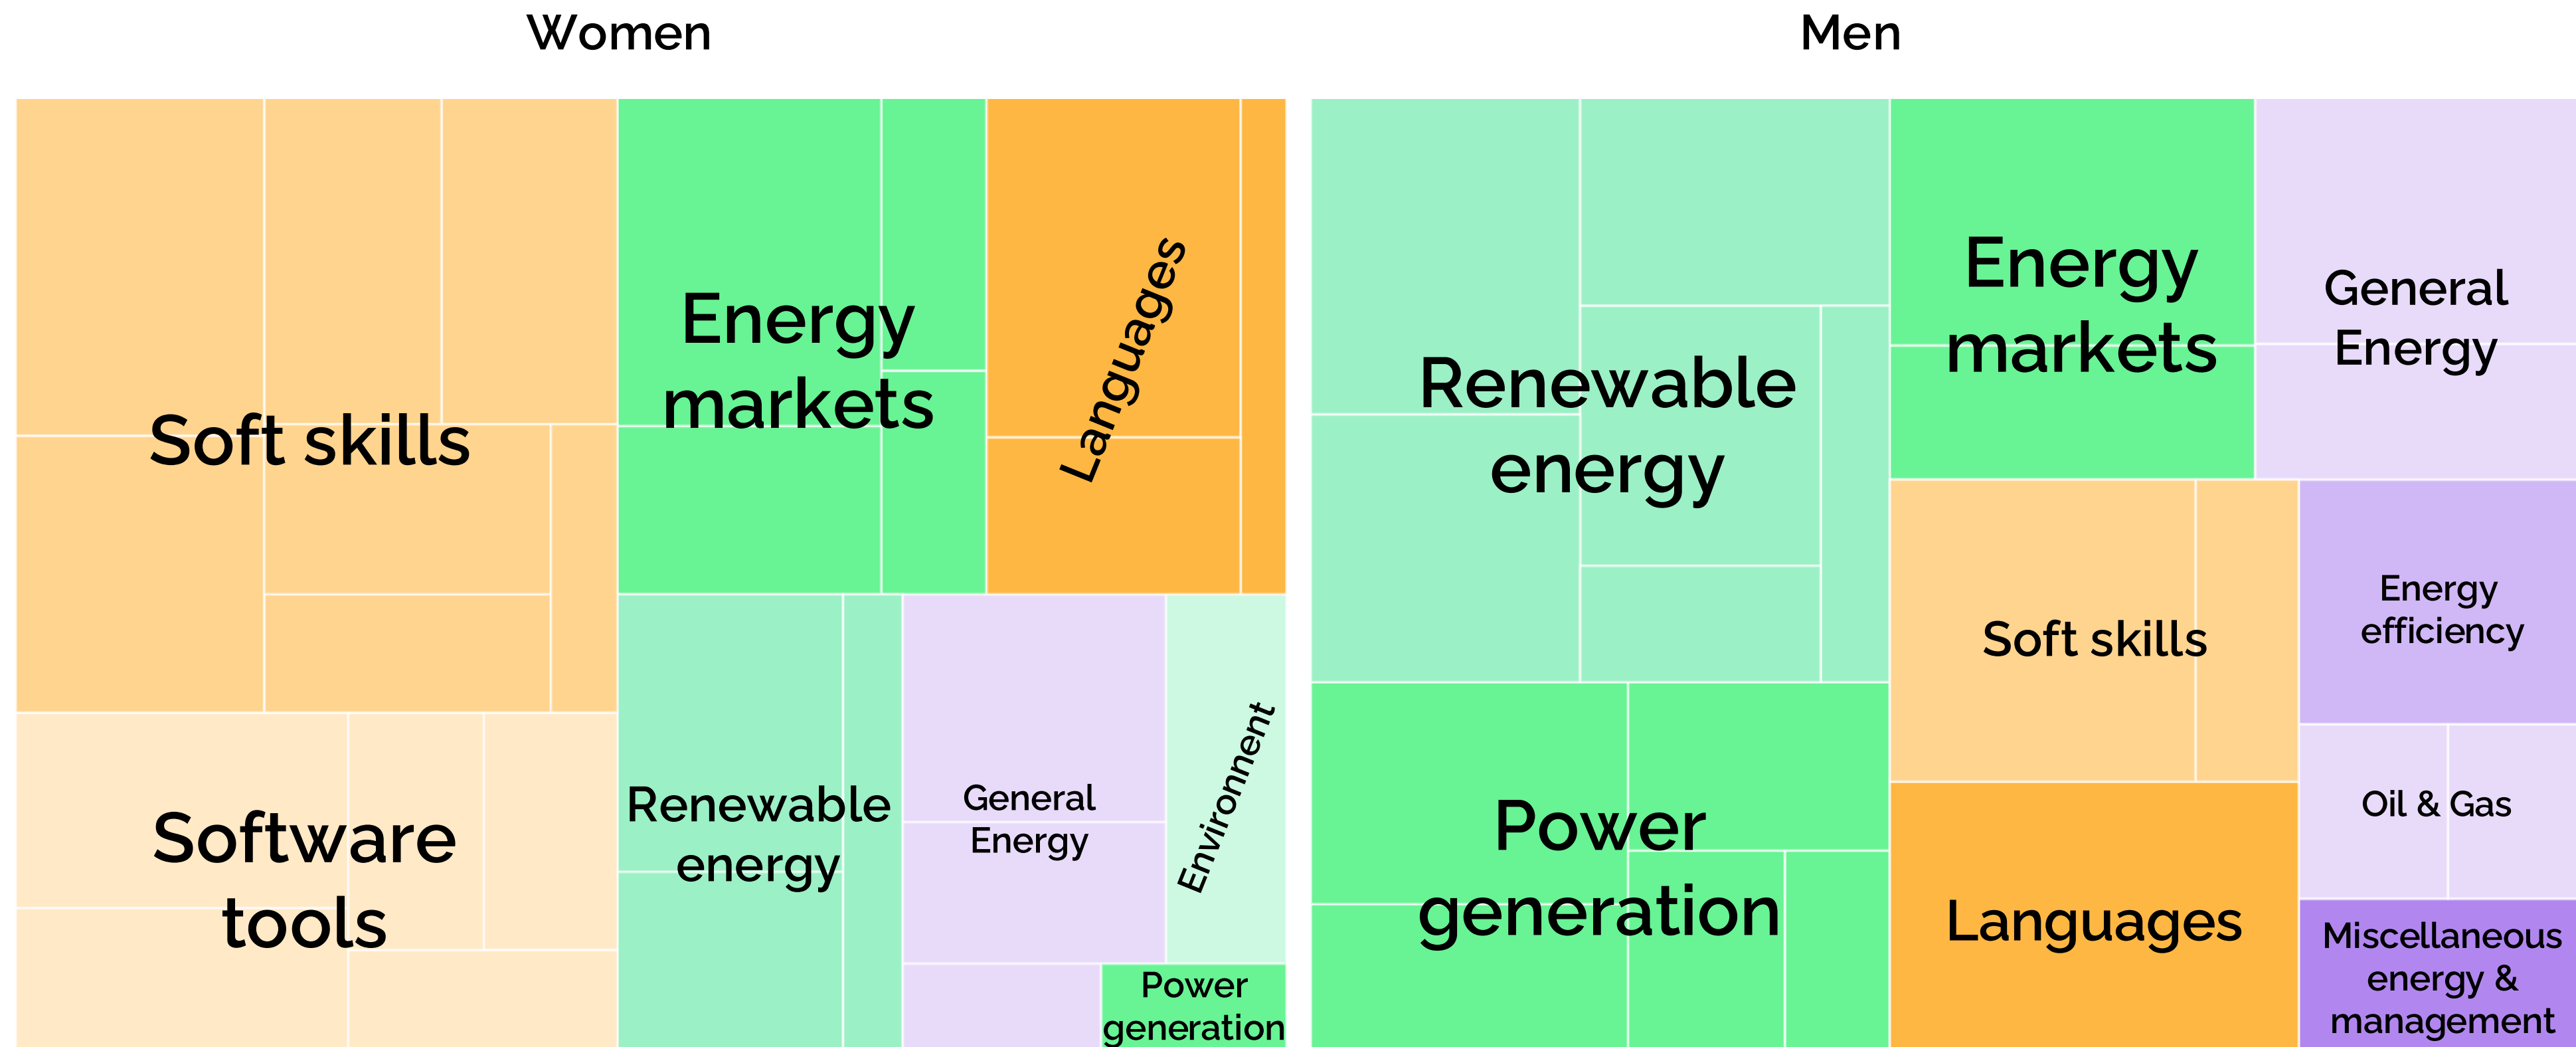 Women
Soft skills
Software
tools
Energy
markets
Languages
Renewable
energy
General
Energy
Environnent
Power
generation
Men
Renewable
energy
Power
generation
Energy
markets
General
Energy
Soft skills
Energy
efficiency
Oil & Gas
Languages
Miscellaneous
energy &
management